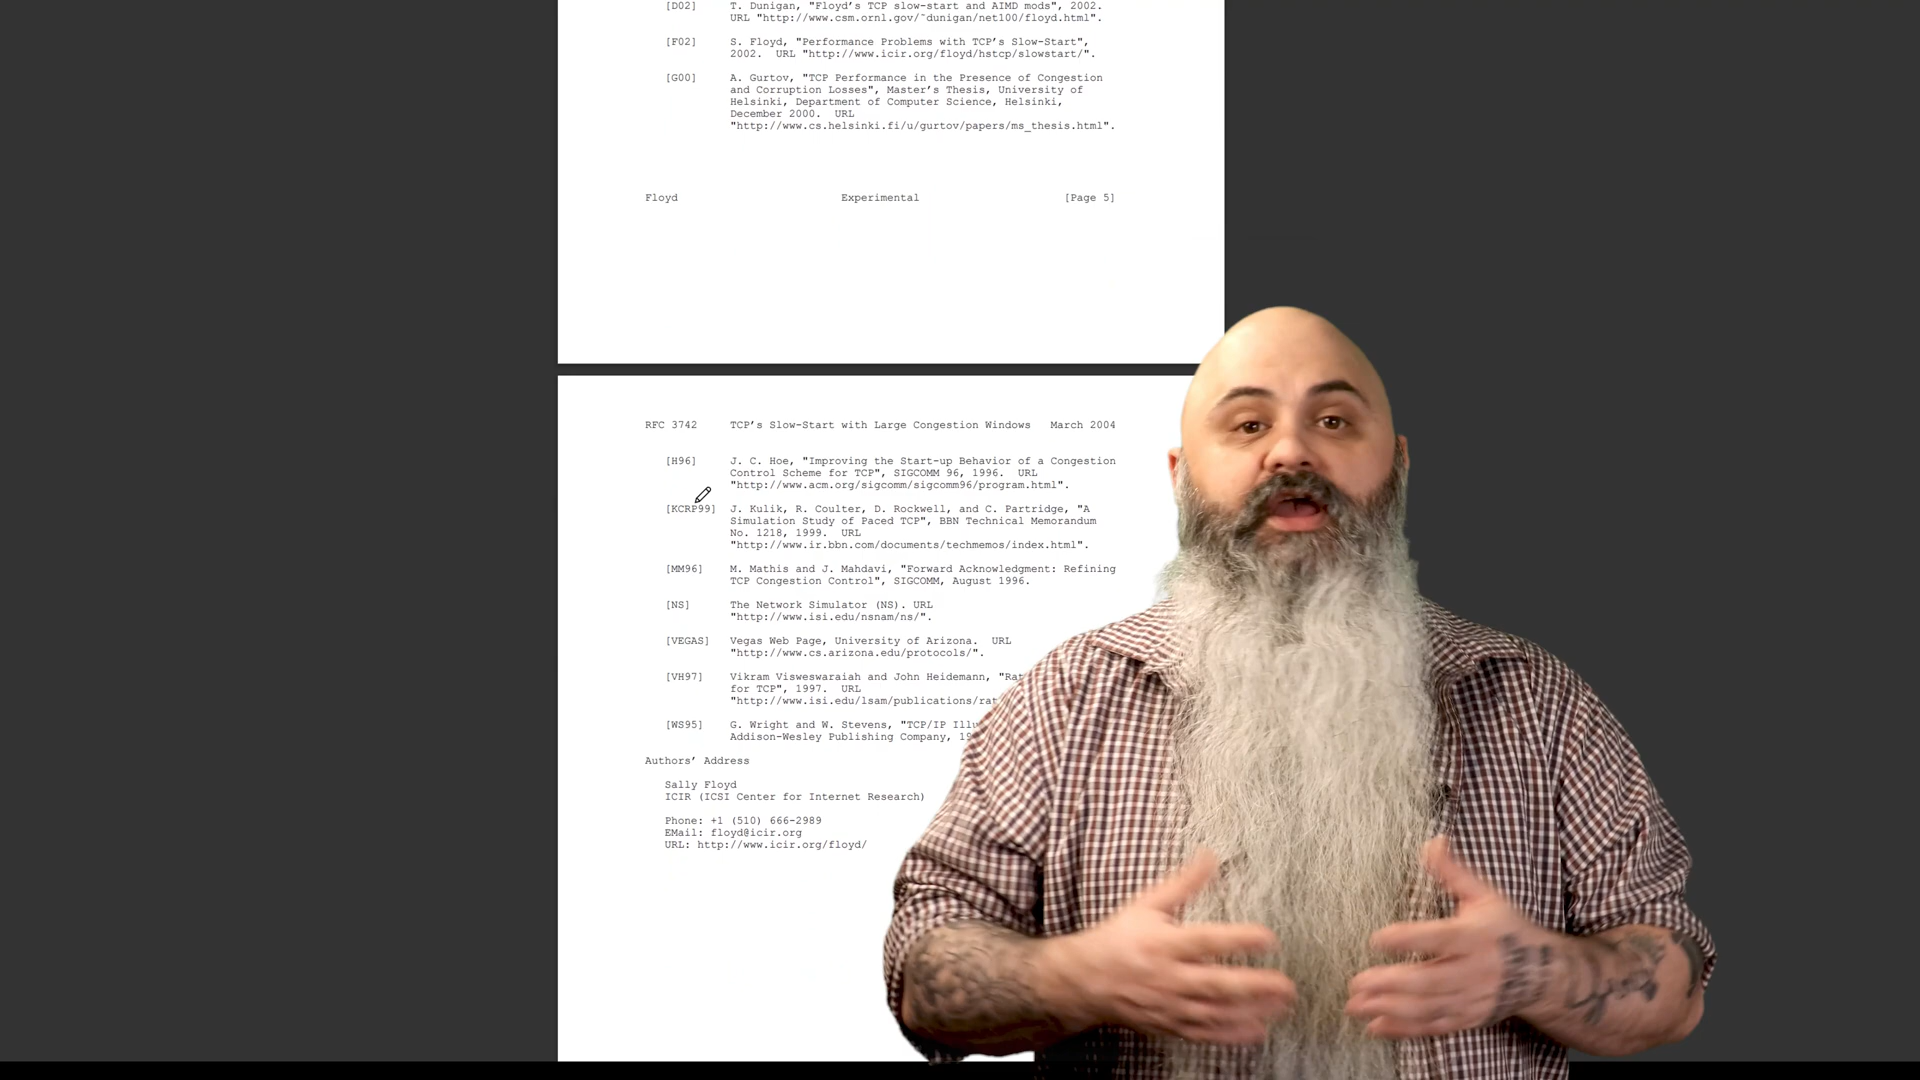 [D02] T. Dunigan, "Floyd's TCP slow-start and AIMD mods", 2002.
URL "http://www.csm.ornl.gov/~dunigan/net100/floyd.html".
[F02] S. Floyd, "Performance Problems with TCP's Slow-Start",
2002. URL "http://www.icir.org/floyd/hstcp/slowstart/".
[G00] A. Gurtov, "TCP Performance in the Presence of Congestion
and Corruption Losses", Master's Thesis, University of
Helsinki, Department of Computer Science, Helsinki,
December 2000. URL
"http://www.cs.helsinki.fi/u/gurtov/papers/ms_thesis.html".
Floyd Experimental [Page 5]
RFC 3742 TCP's Slow-Start with Large Congestion Windows March 2004
[H96] J. C. Hoe, "Improving the Start-up Behavior of a Congestion
Control Scheme for TCP", SIGCOMM 96, 1996. URL
"http://www.acm.org/sigcomm/sigcomm96/program.html".
[KCRP99] J. Kulik, R. Coulter, D. Rockwell, and C. Partridge, "A
Simulation Study of Paced TCP", BBN Technical Memorandum
No. 1218, 1999. URL
"http://www.ir.bbn.com/documents/techmemos/index.html".
[MM96] M. Mathis and J. Mahdavi, "Forward Acknowledgment: Refining
TCP Congestion Control", SIGCOMM, August 1996.
[NS] The Network Simulator (NS). URL
"http://www.isi.edu/nsnam/ns/".
[VEGAS] Vegas Web Page, University of Arizona. URL
"http://www.cs.arizona.edu/protocols/".
[VH97] Vikram Visweswaraiah and John Heidemann,
for TCP", 1997. URL
"http://www.isi.edu/lsam/publications/
[WS95] G. Wright and W. Stevens, "TCP/IP
Addison-Wesley Publishing Company,
Authors' Address
Sally Floyd
ICIR (ICSI Center for Internet Research)
Phone: +1 (510) 666-2989
EMail: floyd@icir.org
URL: http://www.icir.org/floyd/